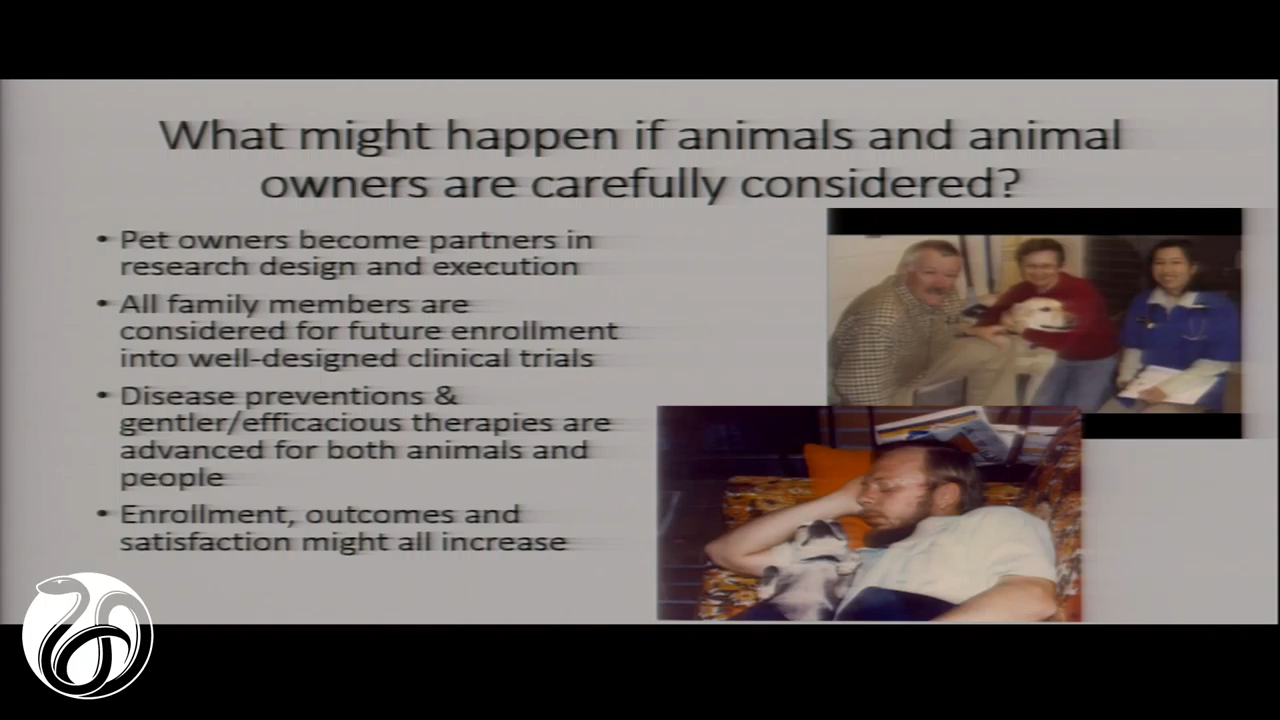 What might happen if animals and animal
owners are carefully considered?
• Pet owners become partners in
research design and execution
• All family members are
considered for future enrollment
into well-designed clinical trials
• Disease preventions &
gentler/efficacious therapies are
advanced for both animals and
people
• Enrollment, outcomes and
satisfaction might all increase